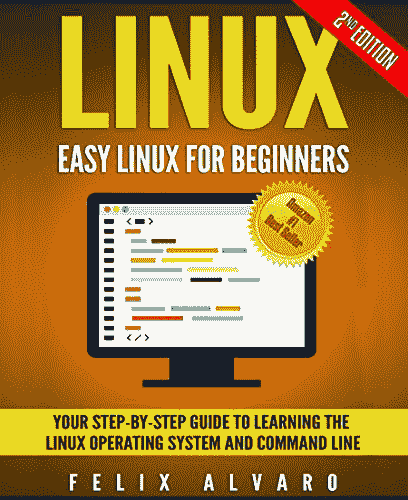 2ND EDITION
LINUX
EASY LINUX FOR BEGINNERS
Amazon
#1
Best Seller
< >
</>
YOUR STEP-BY-STEP GUIDE TO LEARNING THE
LINUX OPERATING SYSTEM AND COMMAND LINE
FELIX ALVARO